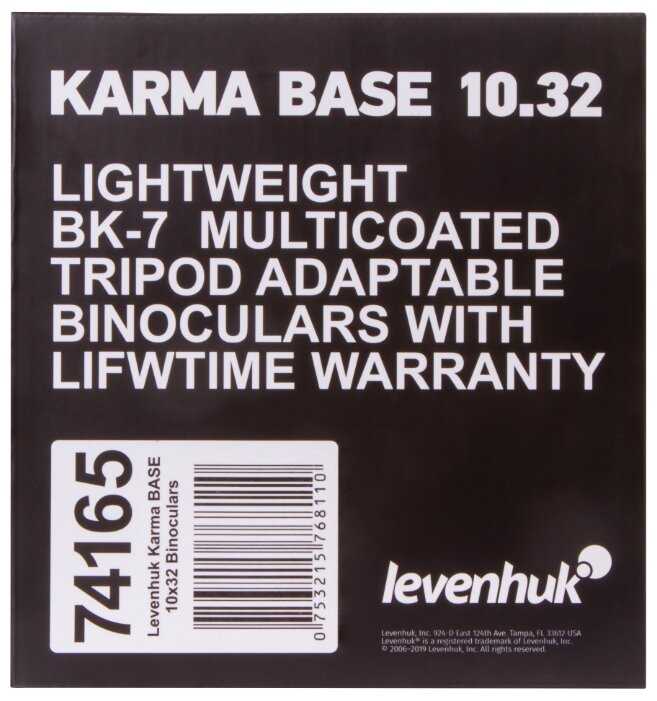 KARMA BASE 10.32
LIGHTWEIGHT
BK-7 MULTICOATED
TRIPOD ADAPTABLE
BINOCULARS WITH
LIFWTIME WARRANTY
74165
Levenhuk Karma BASE
10x32 Binoculars
0 753215 768110
levenhuk
Levenhuk, Inc. 924-D East 124th Ave. Tampa, FL 33612 USA
Levenhuk® is a registered trademark of Levenhuk, Inc.
© 2006–2019 Levenhuk, Inc. All rights reserved.